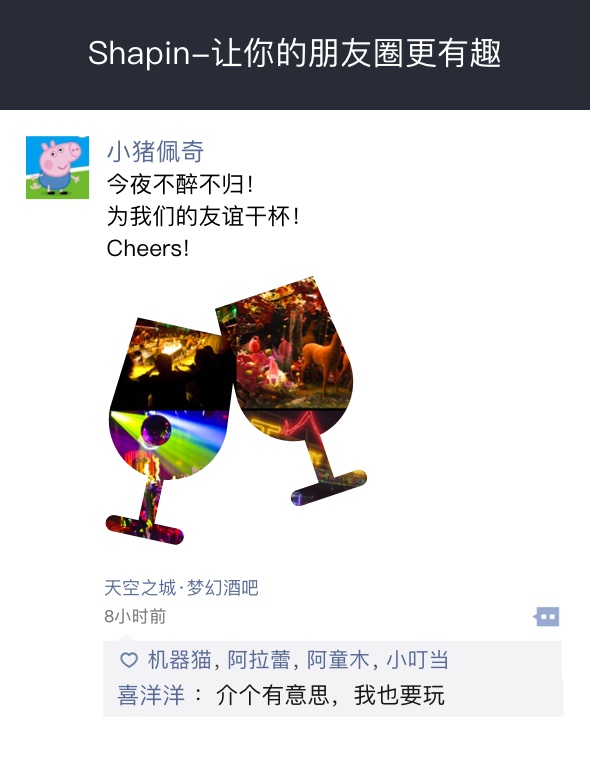 Shapin–让你的朋友圈更有趣
小猪佩奇
今夜不醉不归！
为我们的友谊干杯！
Cheers!
天空之城·梦幻酒吧
8小时前
机器猫, 阿拉蕾, 阿童木, 小叮当
喜洋洋：介个有意思，我也要玩